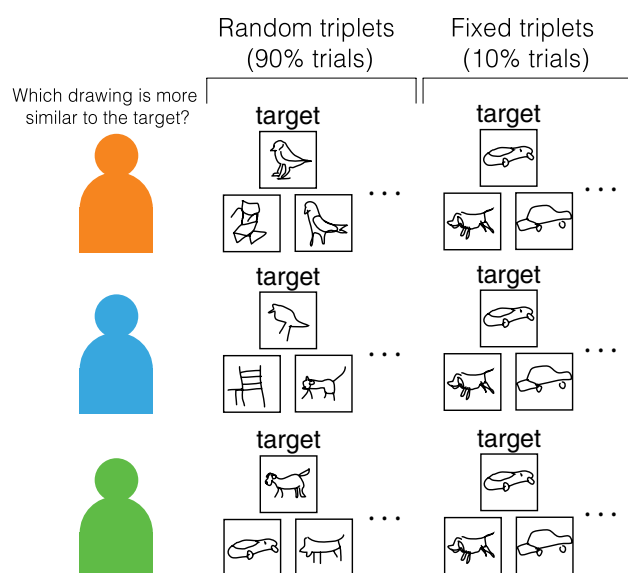 Random triplets
(90% trials)
Fixed triplets
(10% trials)
Which drawing is more
similar to the target?
target
...
target
...
target
...
target
...
target
...
target
...